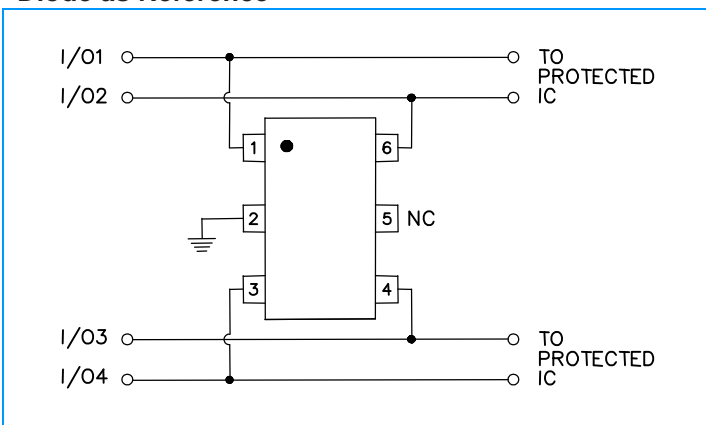 Diode as Reference
I/O1
TO
PROTECTED
I/O2
IC
1
6
2
5 NC
3
4
I/O3
TO
PROTECTED
I/O4
IC